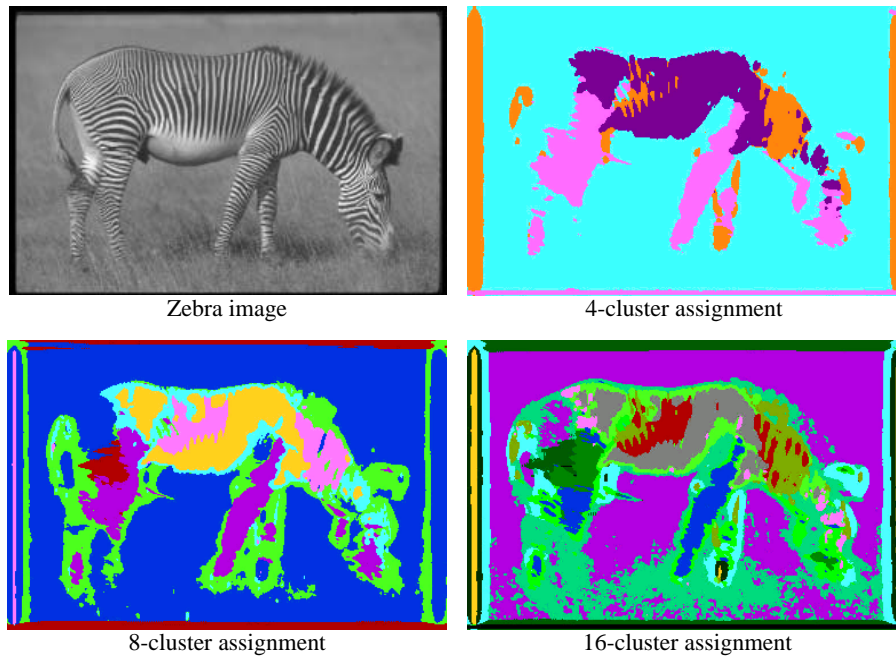 Zebra image
4-cluster assignment
8-cluster assignment
16-cluster assignment